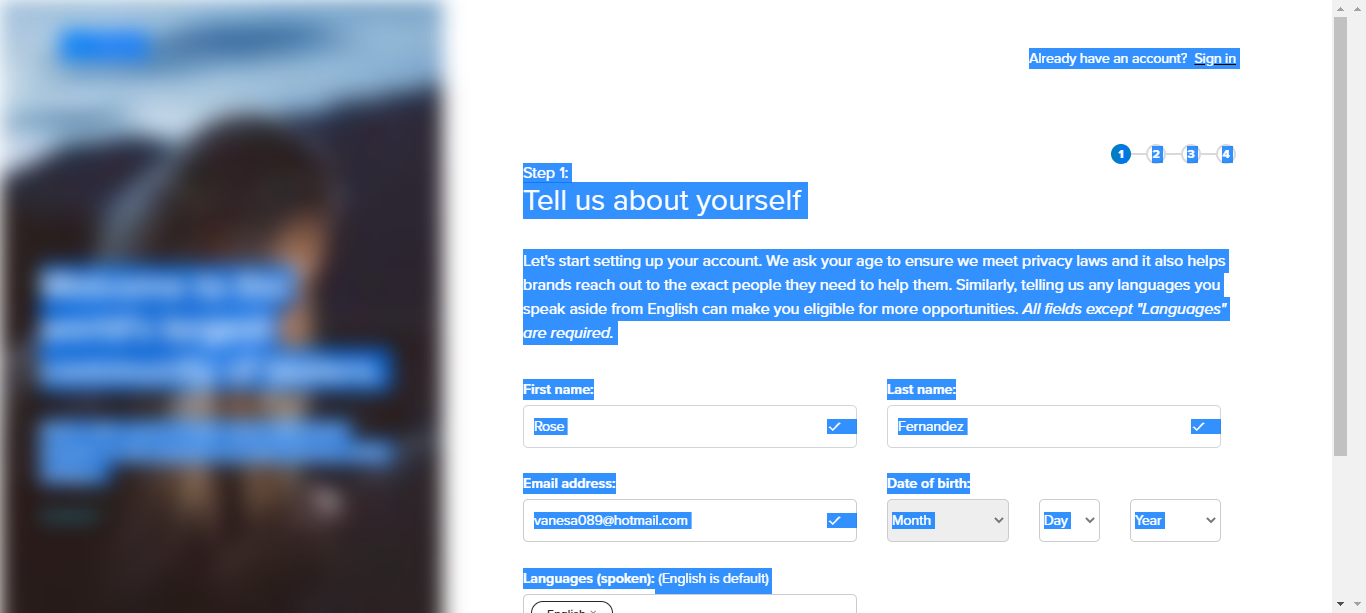 Already have an account? Sign in
1 2 3 4
Step 1:
Tell us about yourself
Let's start setting up your account. We ask your age to ensure we meet privacy laws and it also helps
brands reach out to the exact people they need to help them. Similarly, telling us any languages you
speak aside from English can make you eligible for more opportunities. All fields except "Languages"
are required.
First name: Last name:
Rose Fernandez
Email address: Date of birth:
vanesa089@hotmail.com Month Day Year
Languages (spoken): (English is default)
English ×